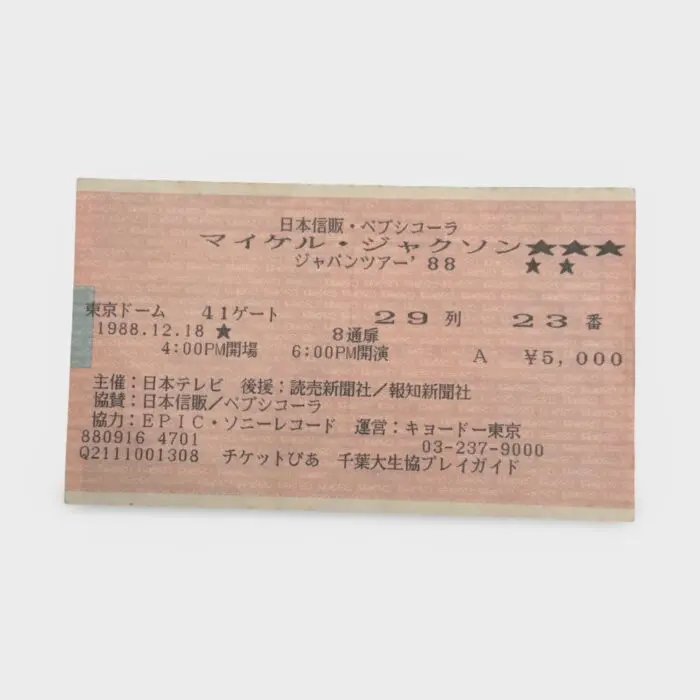 日本信販・ペプシコーラ
マイケル・ジャクソン★★★
ジャパンツアー'88 ★★
東京ドーム 41ゲート 29列 23番
1988.12.18 ★ 8通扉
4:00PM開場 6:00PM開演 A ¥5,000
主催：日本テレビ 後援：読売新聞社／報知新聞社
協賛：日本信販／ペプシコーラ
協力：EPIC・ソニーレコード 運営：キョードー東京
880916 4701 03-237-9000
Q2111001308 チケットぴあ 千葉大生協プレイガイド